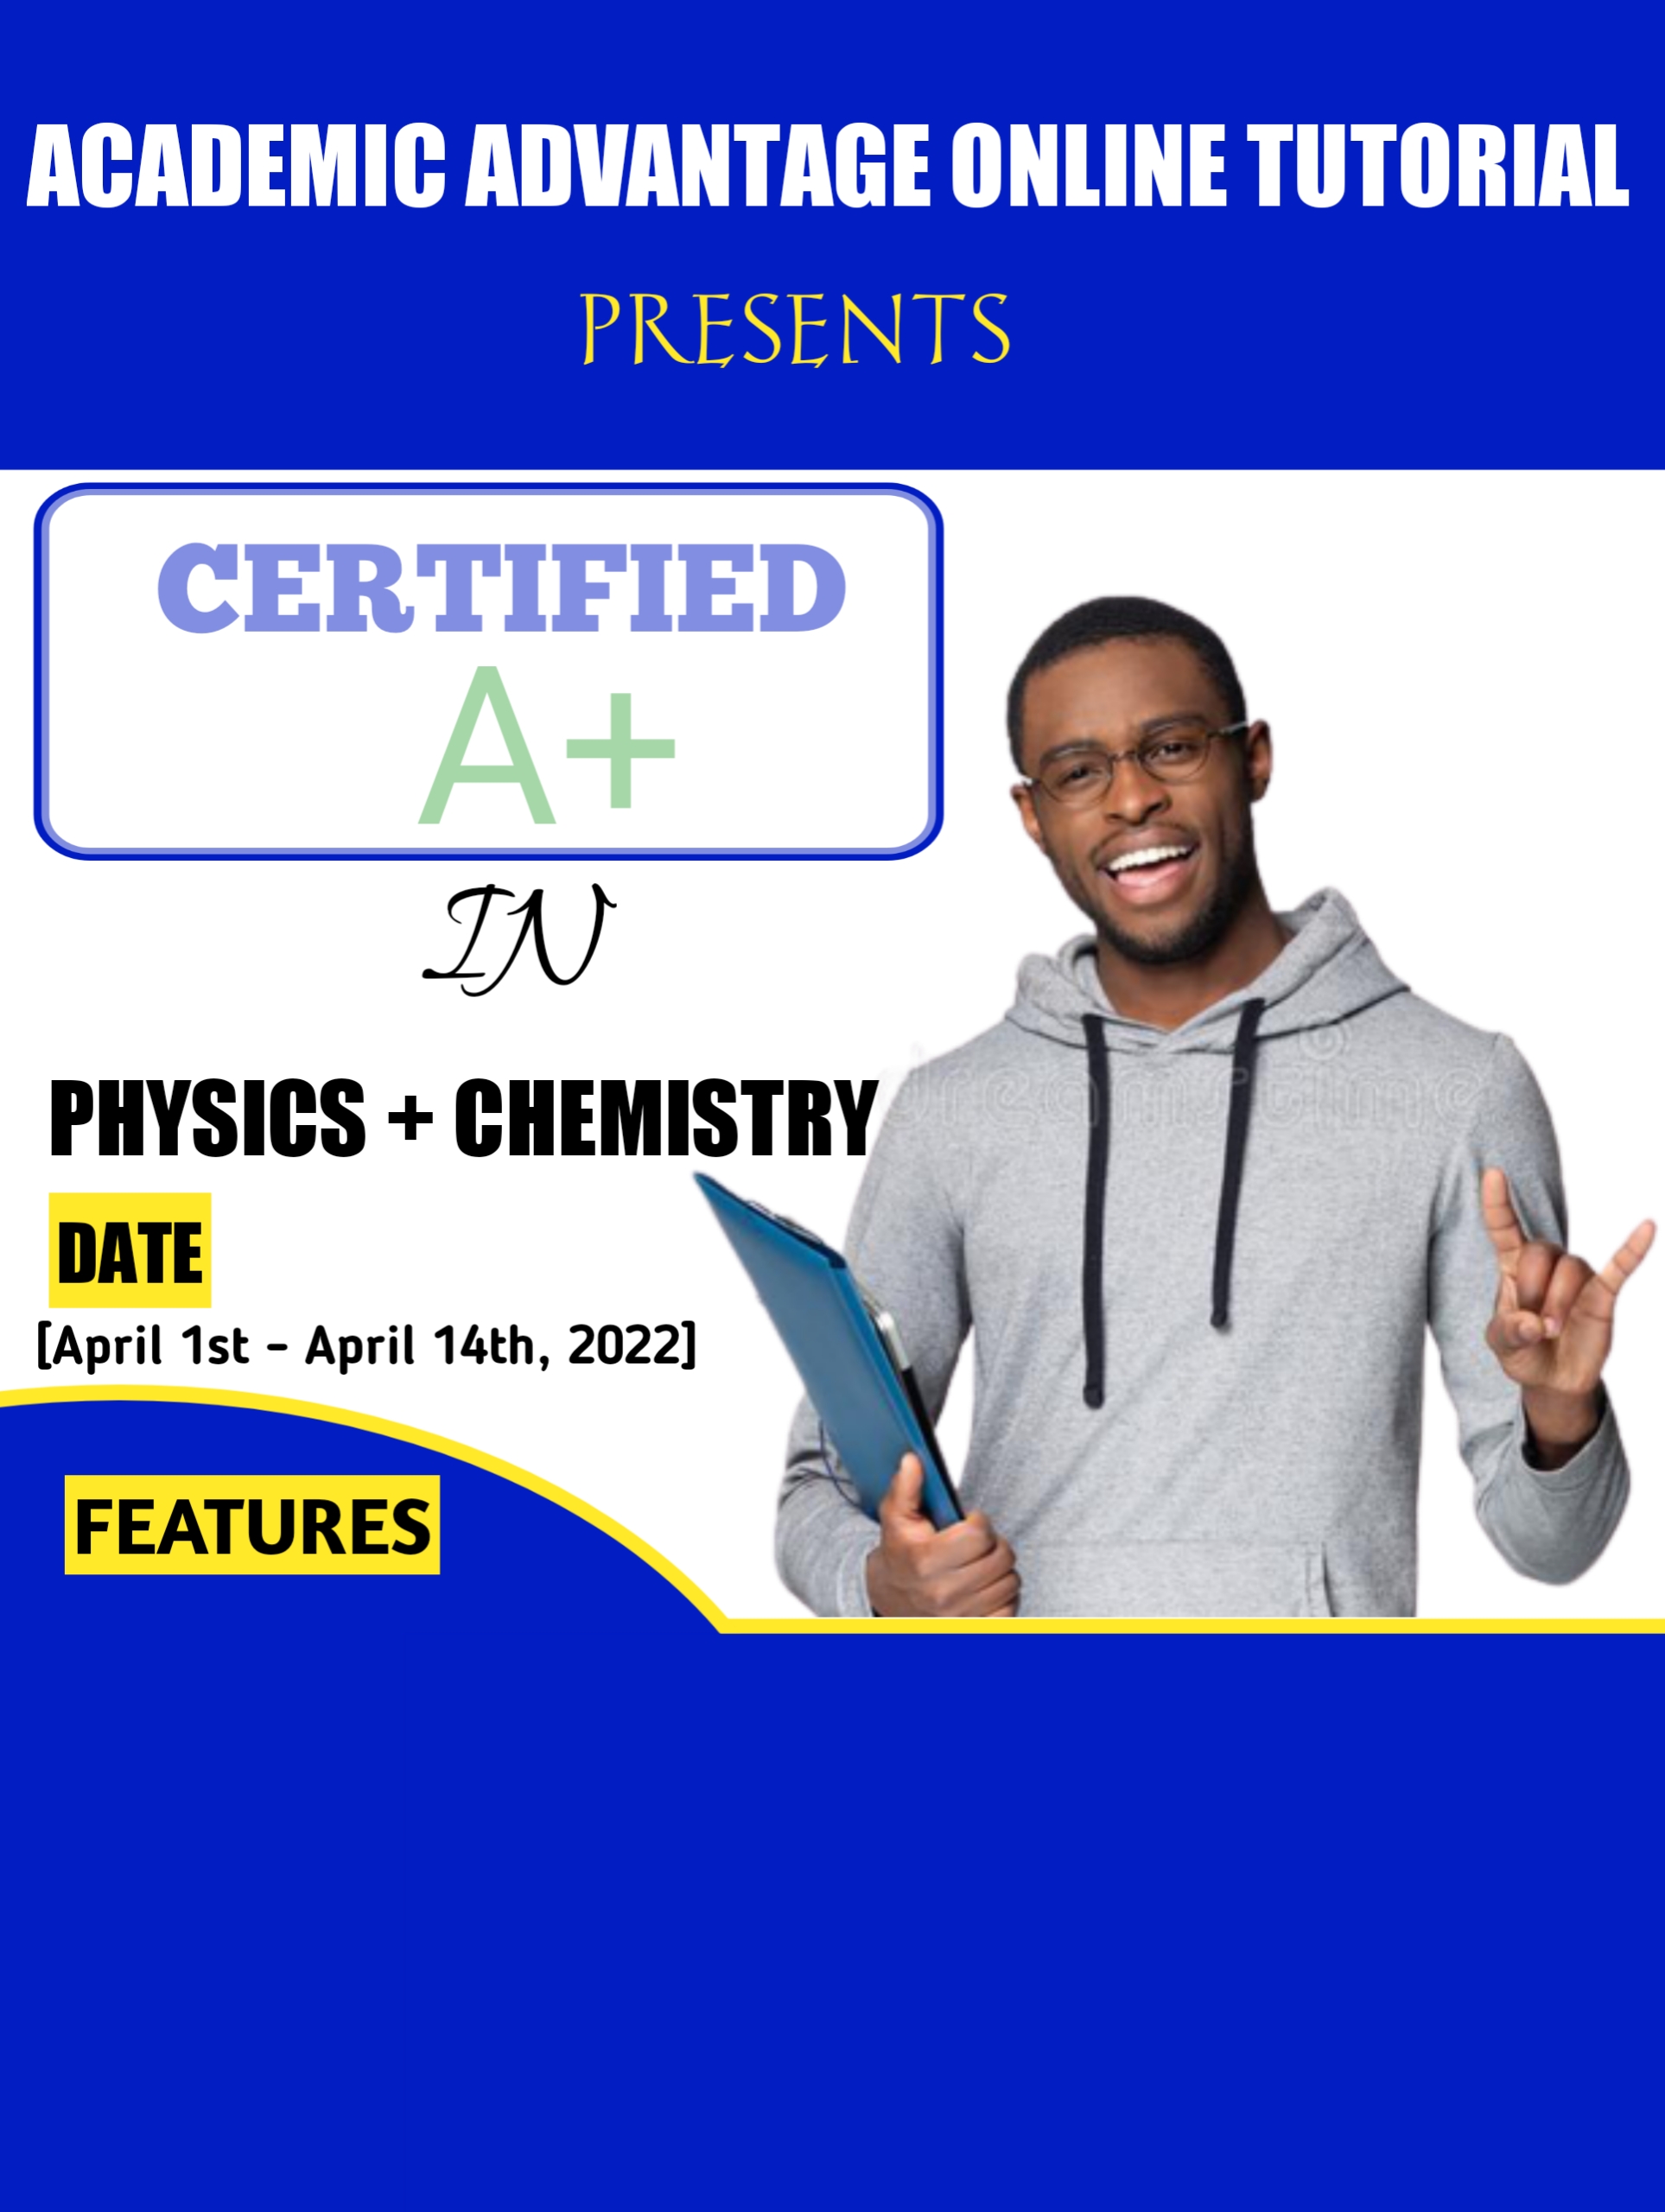 ACADEMIC ADVANTAGE ONLINE TUTORIAL
PRESENTS
CERTIFIED
A+
IN
PHYSICS + CHEMISTRY
DATE
[April 1st - April 14th, 2022]
FEATURES